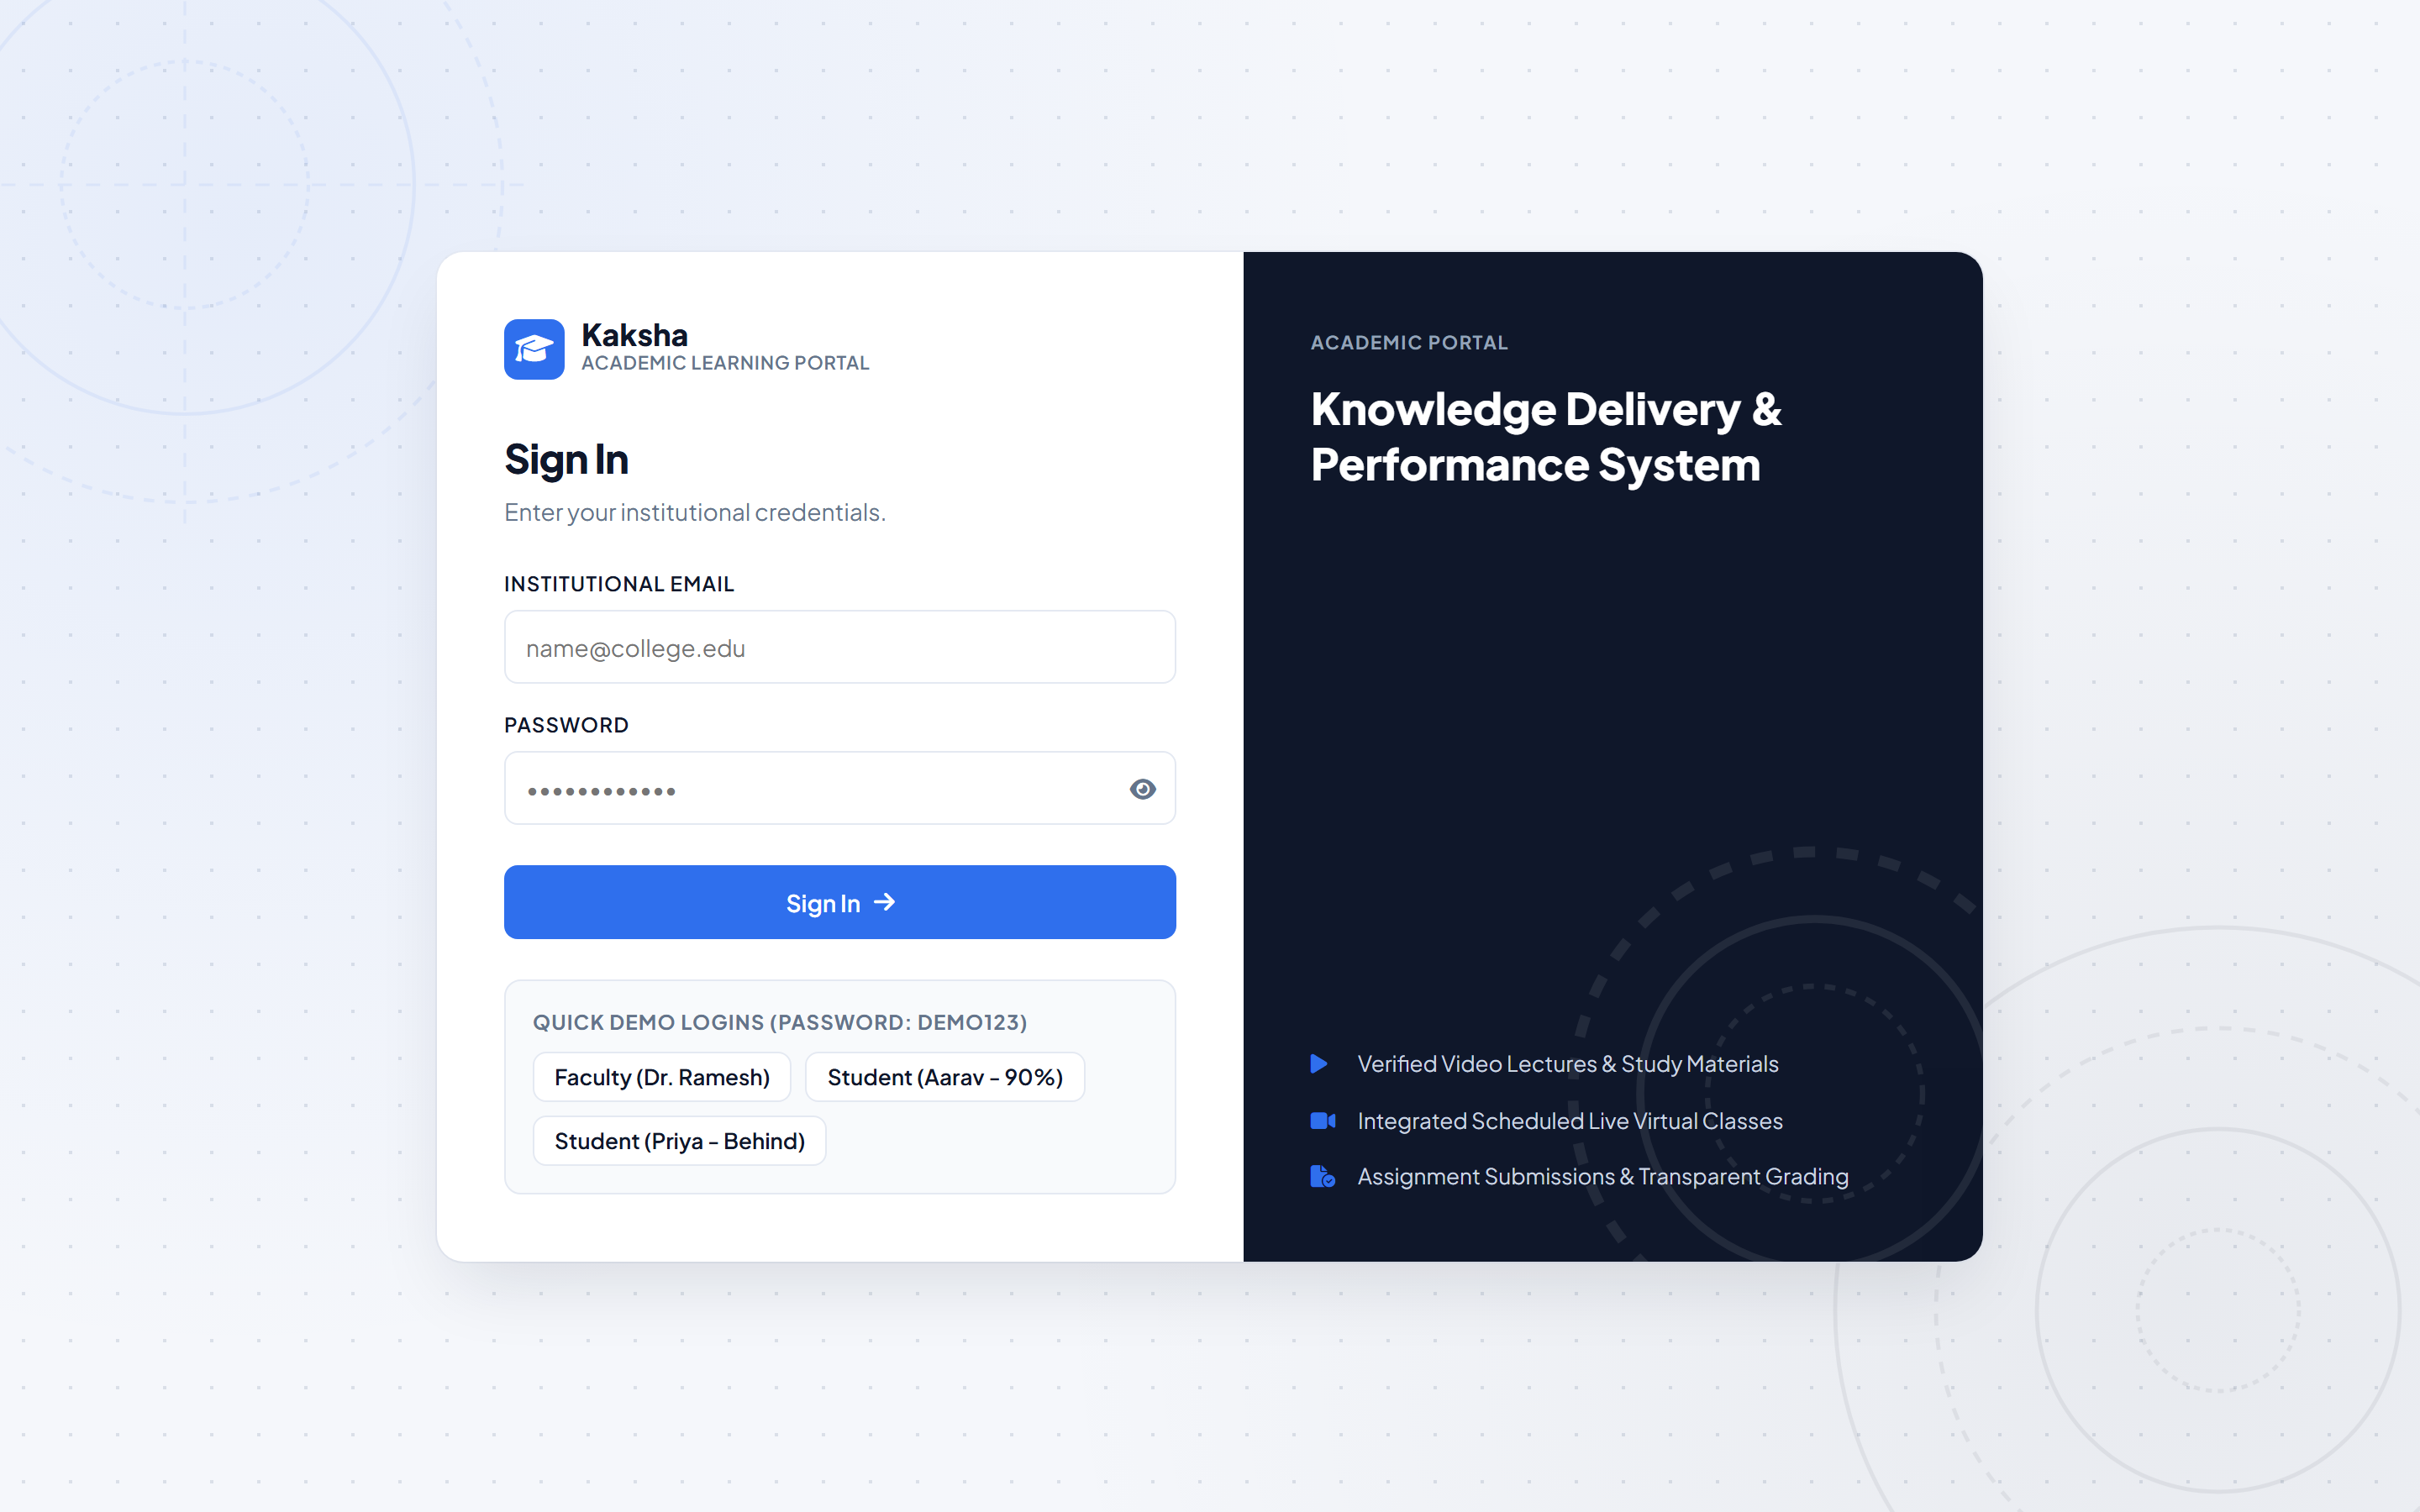 Kaksha
ACADEMIC LEARNING PORTAL
Sign In
Enter your institutional credentials.
INSTITUTIONAL EMAIL
name@college.edu
PASSWORD
••••••••••••
Sign In →
QUICK DEMO LOGINS (PASSWORD: DEMO123)
Faculty (Dr. Ramesh)
Student (Aarav - 90%)
Student (Priya - Behind)
ACADEMIC PORTAL
Knowledge Delivery &
Performance System
Verified Video Lectures & Study Materials
Integrated Scheduled Live Virtual Classes
Assignment Submissions & Transparent Grading